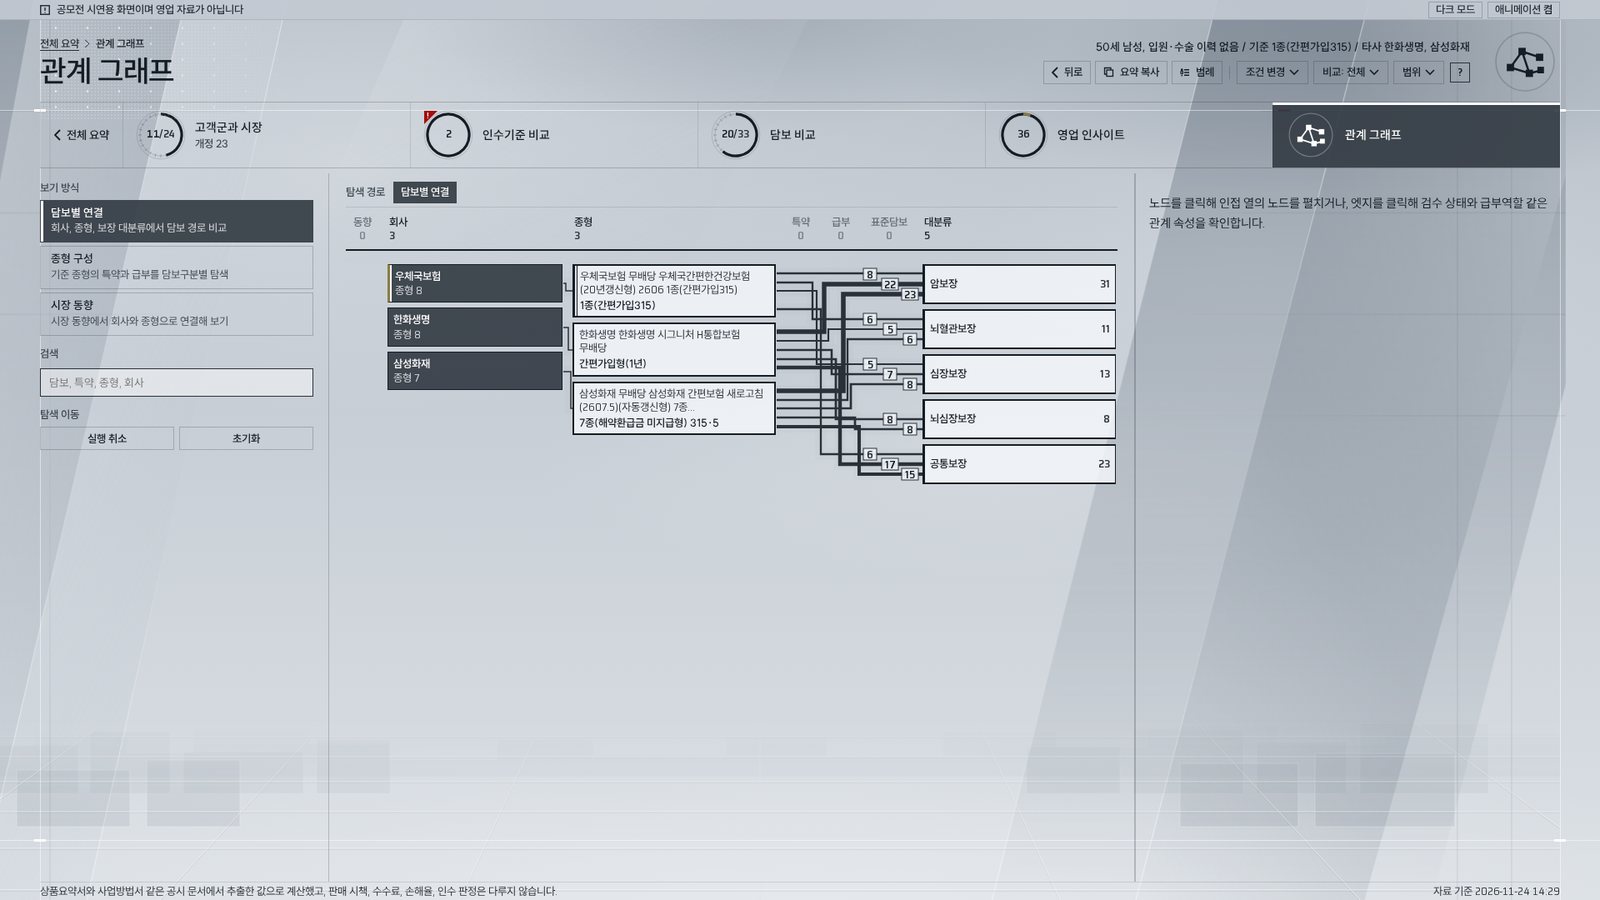 공모전 시연용 화면이며 영업 자료가 아닙니다
다크 모드
애니메이션 켬
전체 요약 > 관계 그래프
관계 그래프
50세 남성, 입원·수술 이력 없음 / 기준 1종(간편가입315) / 타사 한화생명, 삼성화재
뒤로
요약 복사
범례
조건 변경
비교: 전체
범위
?
전체 요약
11/24
고객군과 시장
개정 23
!
2
인수기준 비교
20/33
담보 비교
36
영업 인사이트
관계 그래프
보기 방식
담보별 연결
회사, 종형, 보장 대분류에서 담보 경로 비교
종형 구성
기준 종형의 특약과 급부를 담보구분별 탐색
시장 동향
시장 동향에서 회사와 종형으로 연결해 보기
검색
담보, 특약, 종형, 회사
탐색 이동
실행 취소
초기화
탐색 경로
담보별 연결
동향
0
회사
3
종형
3
특약
0
급부
0
표준담보
0
대분류
5
우체국보험
종형 8
한화생명
종형 8
삼성화재
종형 7
우체국보험 무배당 우체국간편한건강보험
(20년갱신형) 2606 1종(간편가입315)
1종(간편가입315)
한화생명 한화생명 시그니처 H통합보험
무배당
간편가입형(1년)
삼성화재 무배당 삼성화재 간편보험 새로고침
(2607.5)(자동갱신형) 7종...
7종(해약환급금 미지급형) 315·5
8
22
23
암보장 31
6
5
6
뇌혈관보장 11
5
7
8
심장보장 13
8
8
뇌심장보장 8
6
17
15
공통보장 23
노드를 클릭해 인접 열의 노드를 펼치거나, 엣지를 클릭해 검수 상태와 급부역할 같은
관계 속성을 확인합니다.
상품요약서와 사업방법서 같은 공시 문서에서 추출한 값으로 계산했고, 판매 시책, 수수료, 손해율, 인수 판정은 다루지 않습니다.
자료 기준 2026-11-24 14:29